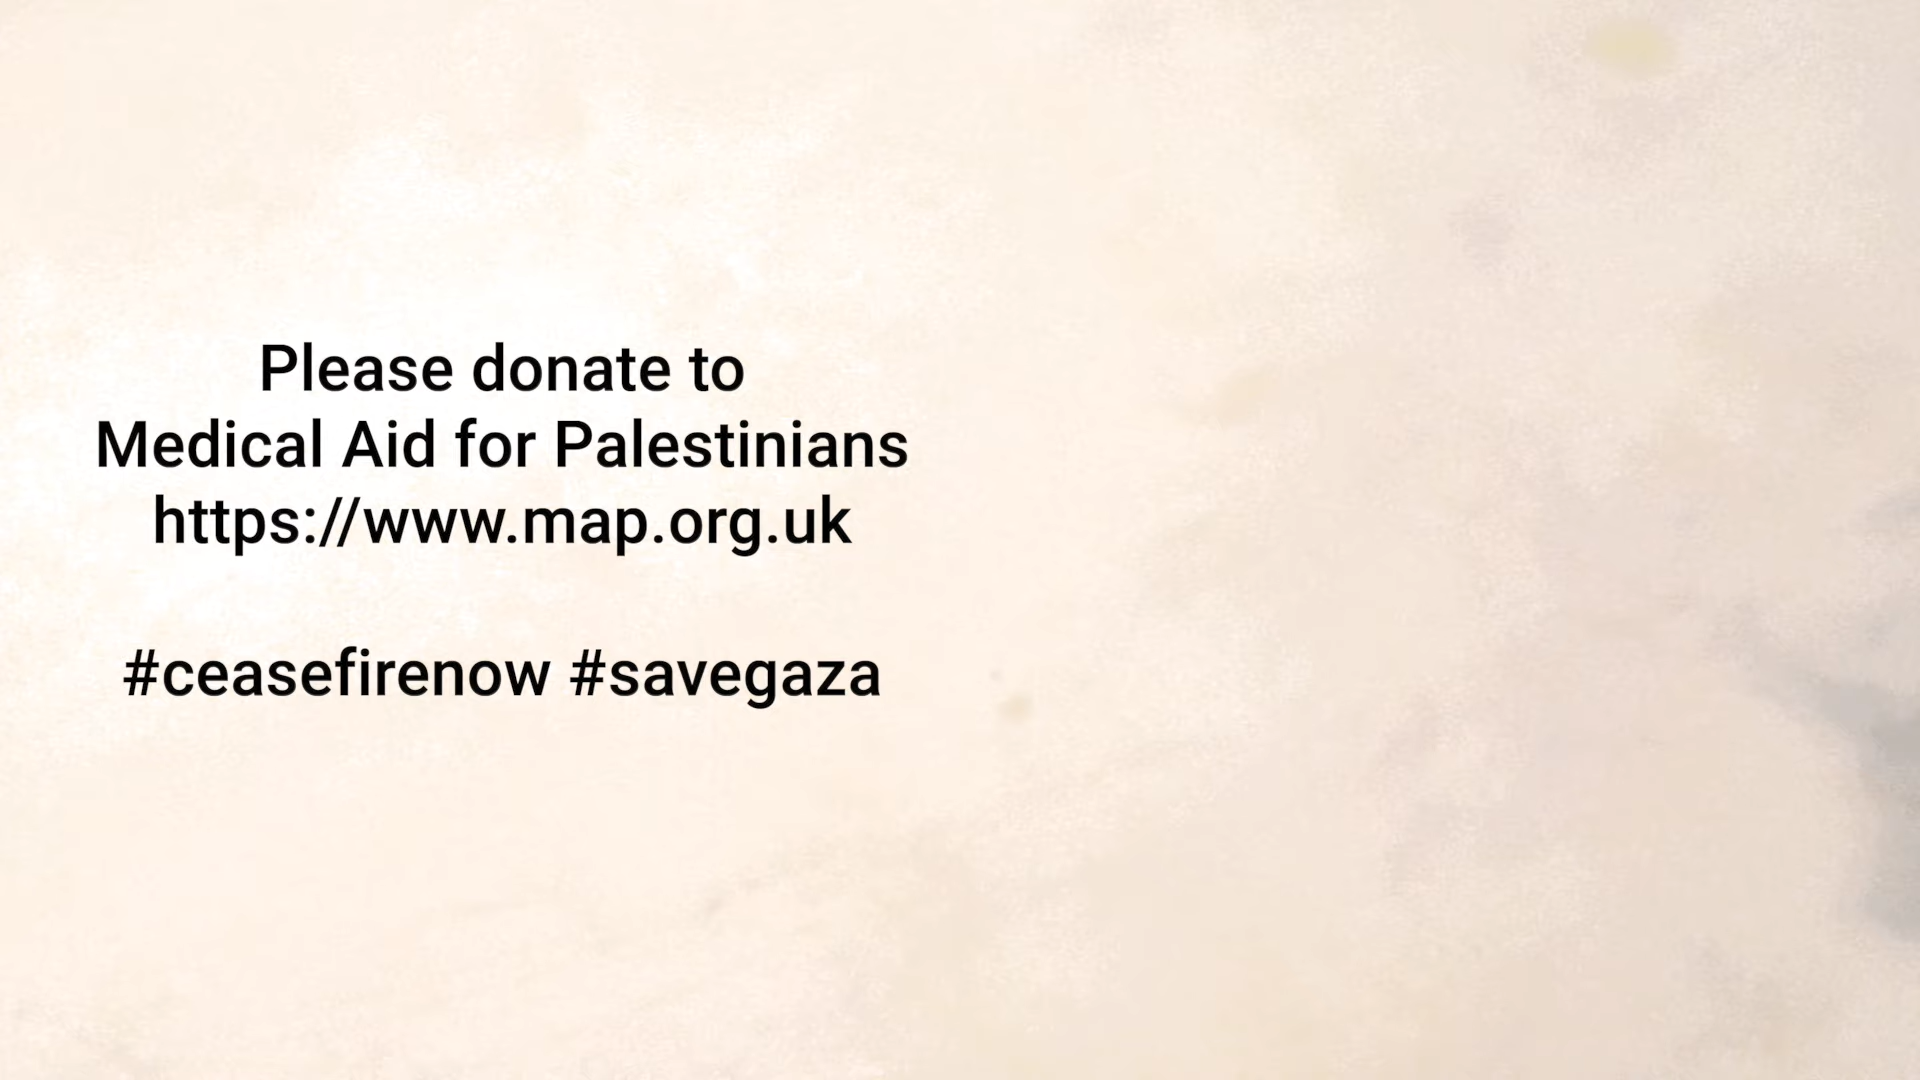 Please donate to
Medical Aid for Palestinians
https://www.map.org.uk
#ceasefirenow #savegaza